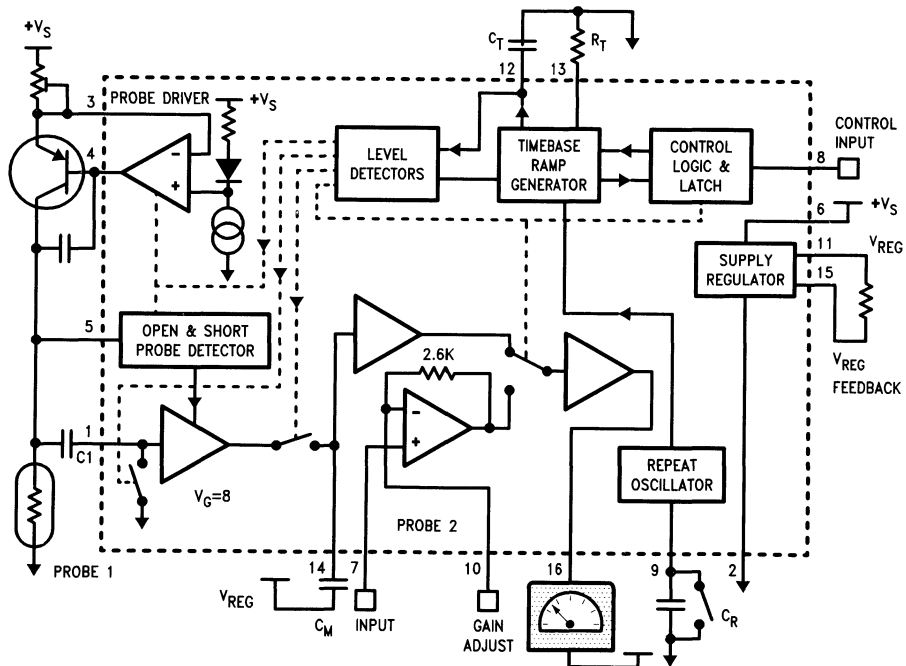 +VS
CT
RT
12
13
3
PROBE DRIVER
+VS
4
−
+
LEVEL DETECTORS
TIMEBASE RAMP GENERATOR
CONTROL LOGIC & LATCH
CONTROL INPUT
8
6
+VS
11
VREG
SUPPLY REGULATOR
15
VREG FEEDBACK
5
OPEN & SHORT PROBE DETECTOR
2.6K
−
+
1
C1
VG=8
REPEAT OSCILLATOR
PROBE 2
PROBE 1
14
7
10
16
9
2
VREG
CM
INPUT
GAIN ADJUST
CR